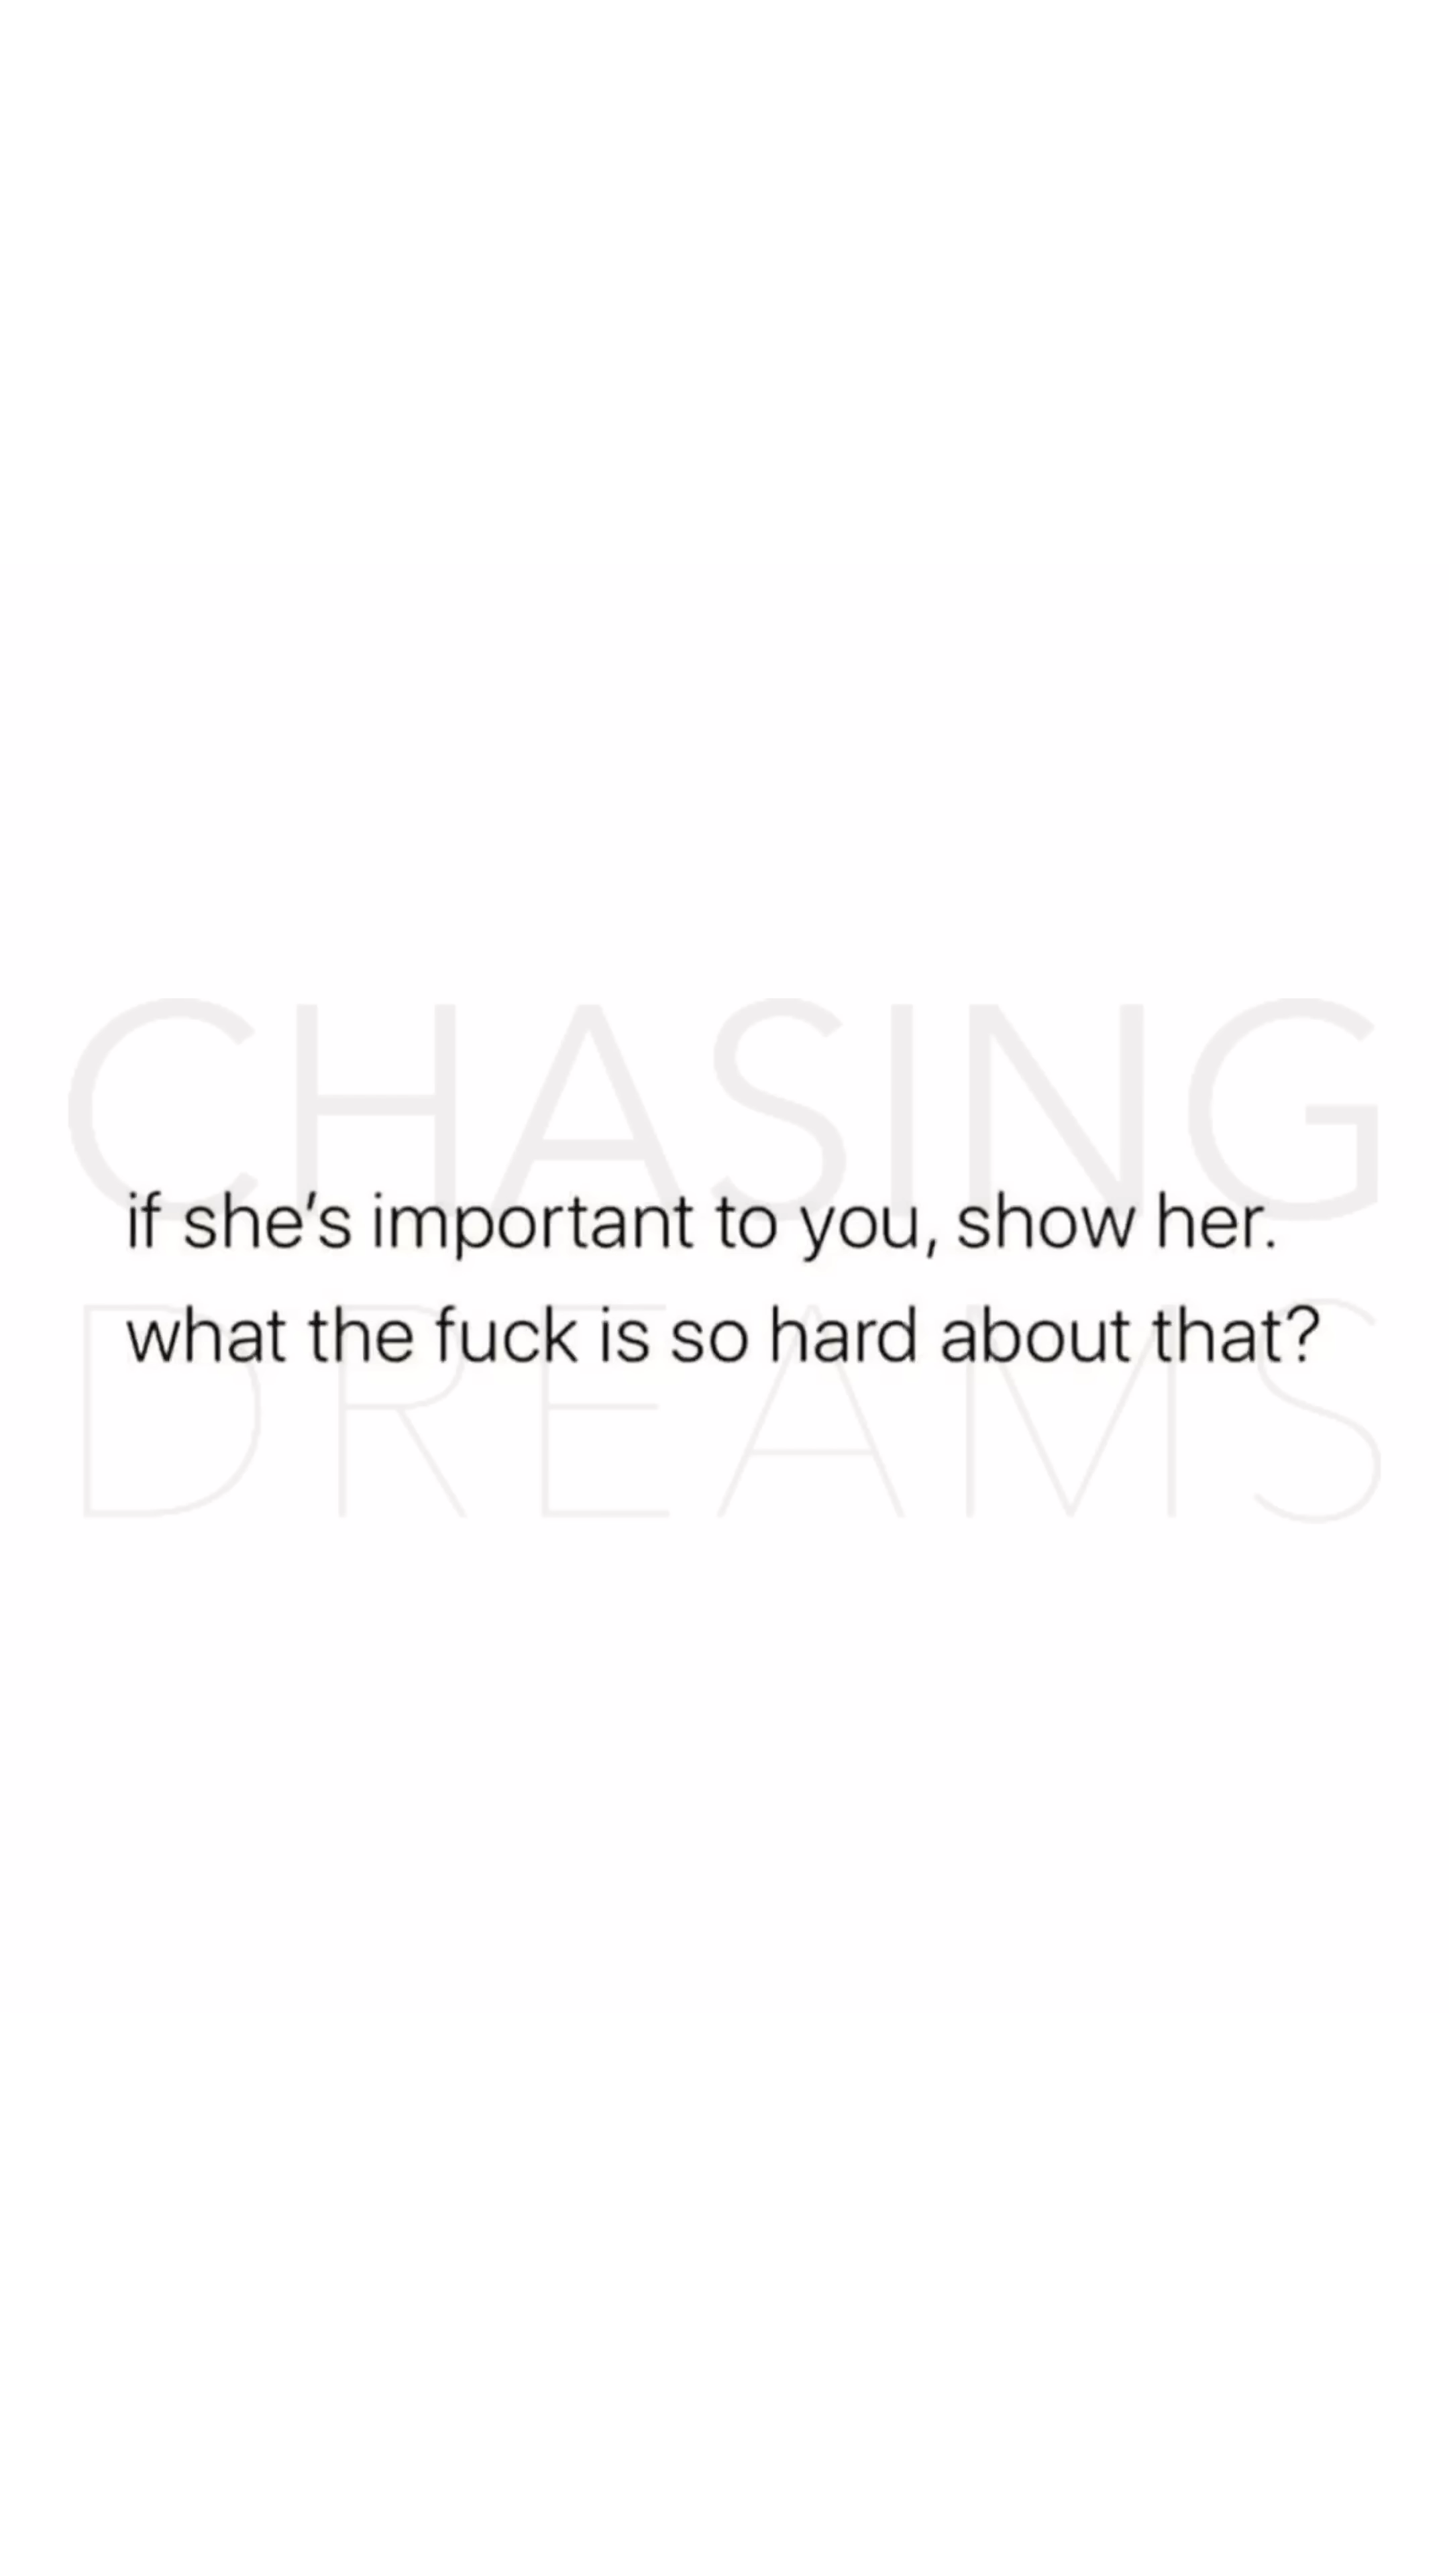 CHASING
if she's important to you, show her.
what the fuck is so hard about that?
DREAMS